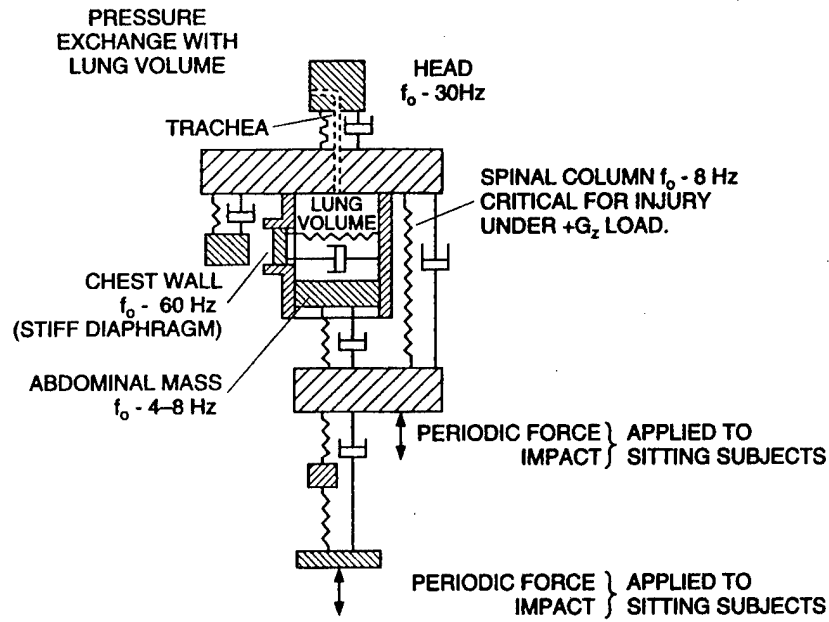 PRESSURE
EXCHANGE WITH
LUNG VOLUME
HEAD
f₀ - 30Hz
TRACHEA
SPINAL COLUMN f₀ - 8 Hz
CRITICAL FOR INJURY
UNDER +G_z LOAD.
LUNG
VOLUME
CHEST WALL
f₀ - 60 Hz
(STIFF DIAPHRAGM)
ABDOMINAL MASS
f₀ - 4–8 Hz
PERIODIC FORCE } APPLIED TO
IMPACT } SITTING SUBJECTS
PERIODIC FORCE } APPLIED TO
IMPACT } SITTING SUBJECTS